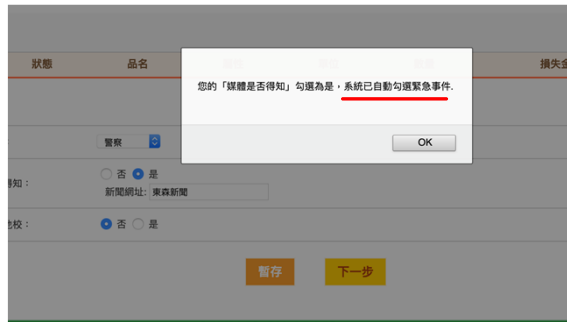 狀態 品名 損失金
您的「媒體是否得知」勾選為是，系統已自動勾選緊急事件.
OK
警察
得知： 否 是
新聞網址: 東森新聞
他校： 否 是
暫存 下一步